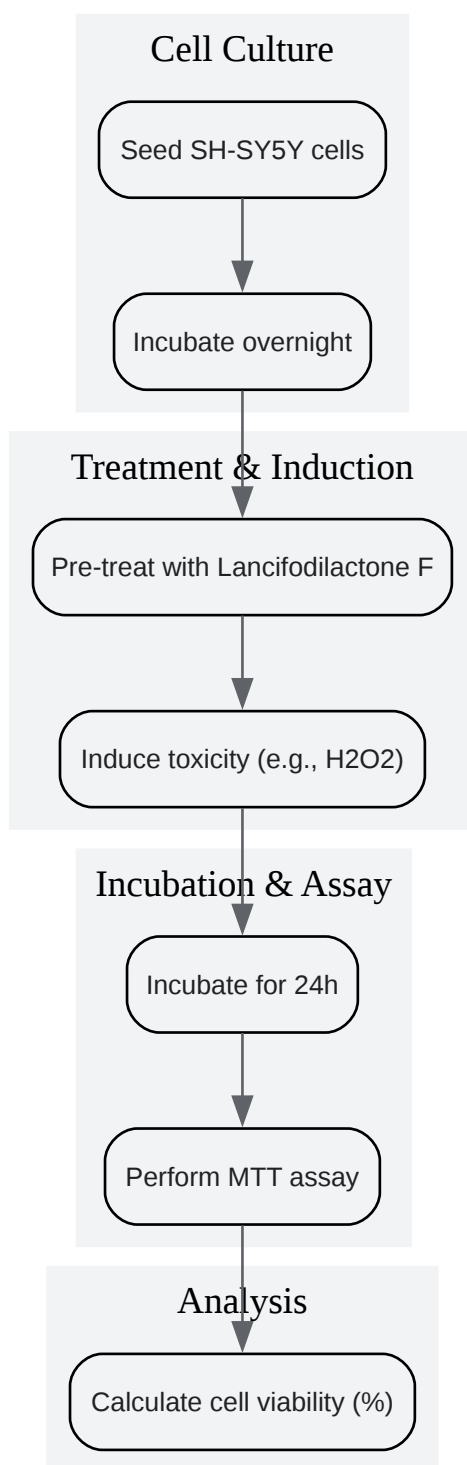 Cell Culture
Seed SH-SY5Y cells
Incubate overnight
Treatment & Induction
Pre-treat with Lancifodilactone F
Induce toxicity (e.g., H2O2)
Incubation & Assay
Incubate for 24h
Perform MTT assay
Analysis
Calculate cell viability (%)